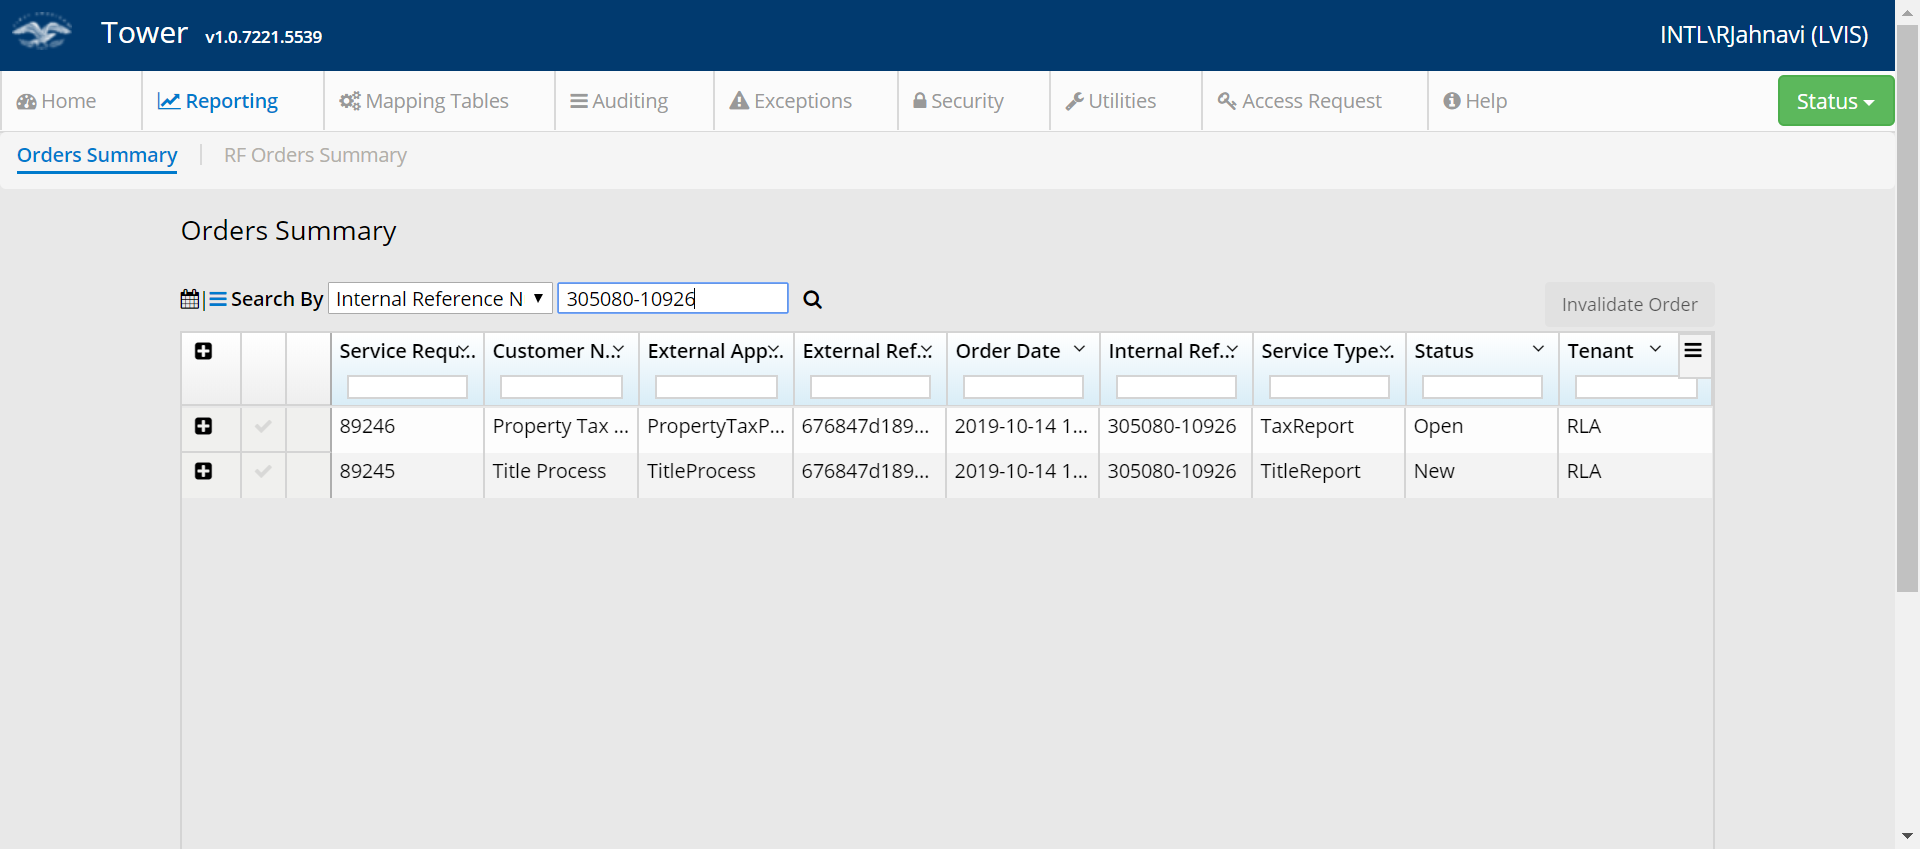 Tower v1.0.7221.5539
INTL\RJahnavi (LVIS)
Home Reporting Mapping Tables Auditing Exceptions Security Utilities Access Request Help Status
Orders Summary | RF Orders Summary
Orders Summary
Search By Internal Reference N 305080-10926
Invalidate Order
Service Requ... Customer N... External App... External Ref... Order Date Internal Ref... Service Type... Status Tenant
89246 Property Tax ... PropertyTaxP... 676847d189... 2019-10-14 1... 305080-10926 TaxReport Open RLA
89245 Title Process TitleProcess 676847d189... 2019-10-14 1... 305080-10926 TitleReport New RLA